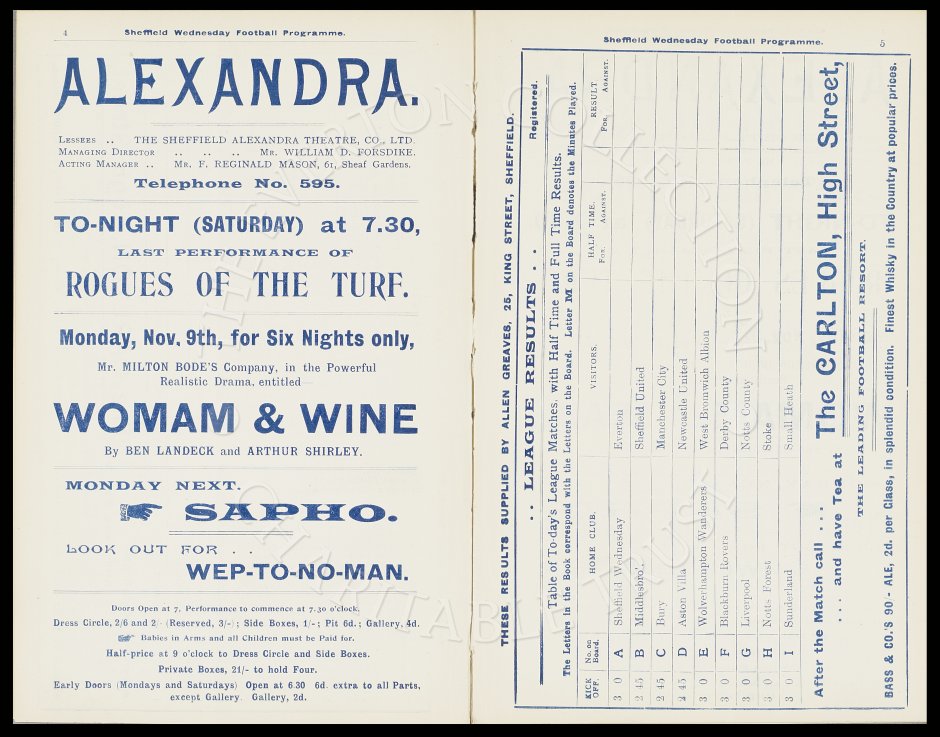 4
Sheffield Wednesday Football Programme.
ALEXANDRA.
LESSEES .. THE SHEFFIELD ALEXANDRA THEATRE, CO., LTD.
MANAGING DIRECTOR .. .. .. MR. WILLIAM D. FORSDIKE.
ACTING MANAGER .. MR. F. REGINALD MASON, 61, Sheaf Gardens.
Telephone No. 595.
TO-NIGHT (SATURDAY) at 7.30,
LAST PERFORMANCE OF
ROGUES OF THE TURF.
Monday, Nov. 9th, for Six Nights only,
Mr. MILTON BODE'S Company, in the Powerful
Realistic Drama, entitled—
WOMAM & WINE
By BEN LANDECK and ARTHUR SHIRLEY.
MONDAY NEXT.
SAPHO.
LOOK OUT FOR . .
WEP-TO-NO-MAN.
Doors Open at 7, Performance to commence at 7.30 o'clock.
Dress Circle, 2/6 and 2/- (Reserved, 3/-); Side Boxes, 1/-; Pit 6d.; Gallery, 4d.
Babies in Arms and all Children must be Paid for.
Half-price at 9 o'clock to Dress Circle and Side Boxes.
Private Boxes, 21/- to hold Four.
Early Doors (Mondays and Saturdays) Open at 6.30 6d. extra to all Parts,
except Gallery. Gallery, 2d.
Sheffield Wednesday Football Programme.
5
THESE RESULTS SUPPLIED BY ALLEN GREAVES, 25, KING STREET, SHEFFIELD.
. . LEAGUE RESULTS . . .
Registered.
Table of To-day's League Matches, with Half Time and Full Time Results.
The Letters in the Book correspond with the Letters on the Board. Letter M on the Board denotes the Minutes Played.
KICK OFF. No. on Board. HOME CLUB. VISITORS. HALF TIME. For. Against. RESULT For. Against.
3 0 A Sheffield Wednesday Everton
2 45 B Middlesbro'. Sheffield United
2 45 C Bury Manchester City
2 45 D Aston Villa Newcastle United
3 0 E Wolverhampton Wanderers West Bromwich Albion
3 0 F Blackburn Rovers Derby County
3 0 G Liverpool Notts County
3 0 H Notts Forest Stoke
3 0 I Sunderland Small Heath
After the Match call ...
... and have Tea at
The CARLTON, High Street,
THE LEADING FOOTBALL RESORT.
BASS & CO.'S 90/- ALE, 2d. per Glass, in splendid condition. Finest Whisky in the Country at popular prices.